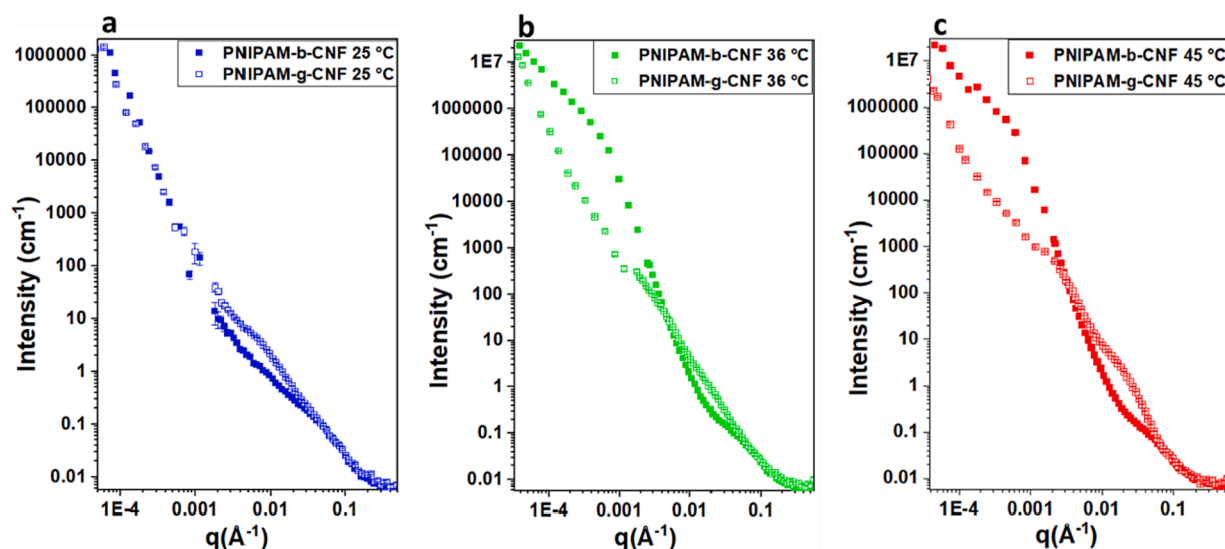 a
PNIPAM-b-CNF 25 °C
PNIPAM-g-CNF 25 °C
1000000
100000
10000
1000
100
10
1
0.1
0.01
Intensity (cm⁻¹)
1E-4
0.001
0.01
0.1
q(Å⁻¹)
b
PNIPAM-b-CNF 36 °C
PNIPAM-g-CNF 36 °C
1E7
1000000
100000
10000
1000
100
10
1
0.1
0.01
Intensity (cm⁻¹)
1E-4
0.001
0.01
0.1
q(Å⁻¹)
c
PNIPAM-b-CNF 45 °C
PNIPAM-g-CNF 45 °C
1E7
1000000
100000
10000
1000
100
10
1
0.1
0.01
Intensity (cm⁻¹)
1E-4
0.001
0.01
0.1
q(Å⁻¹)